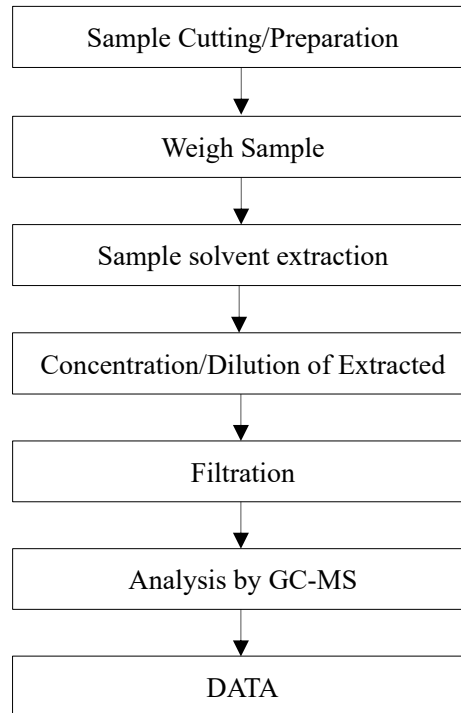 Sample Cutting/Preparation
Weigh Sample
Sample solvent extraction
Concentration/Dilution of Extracted
Filtration
Analysis by GC-MS
DATA